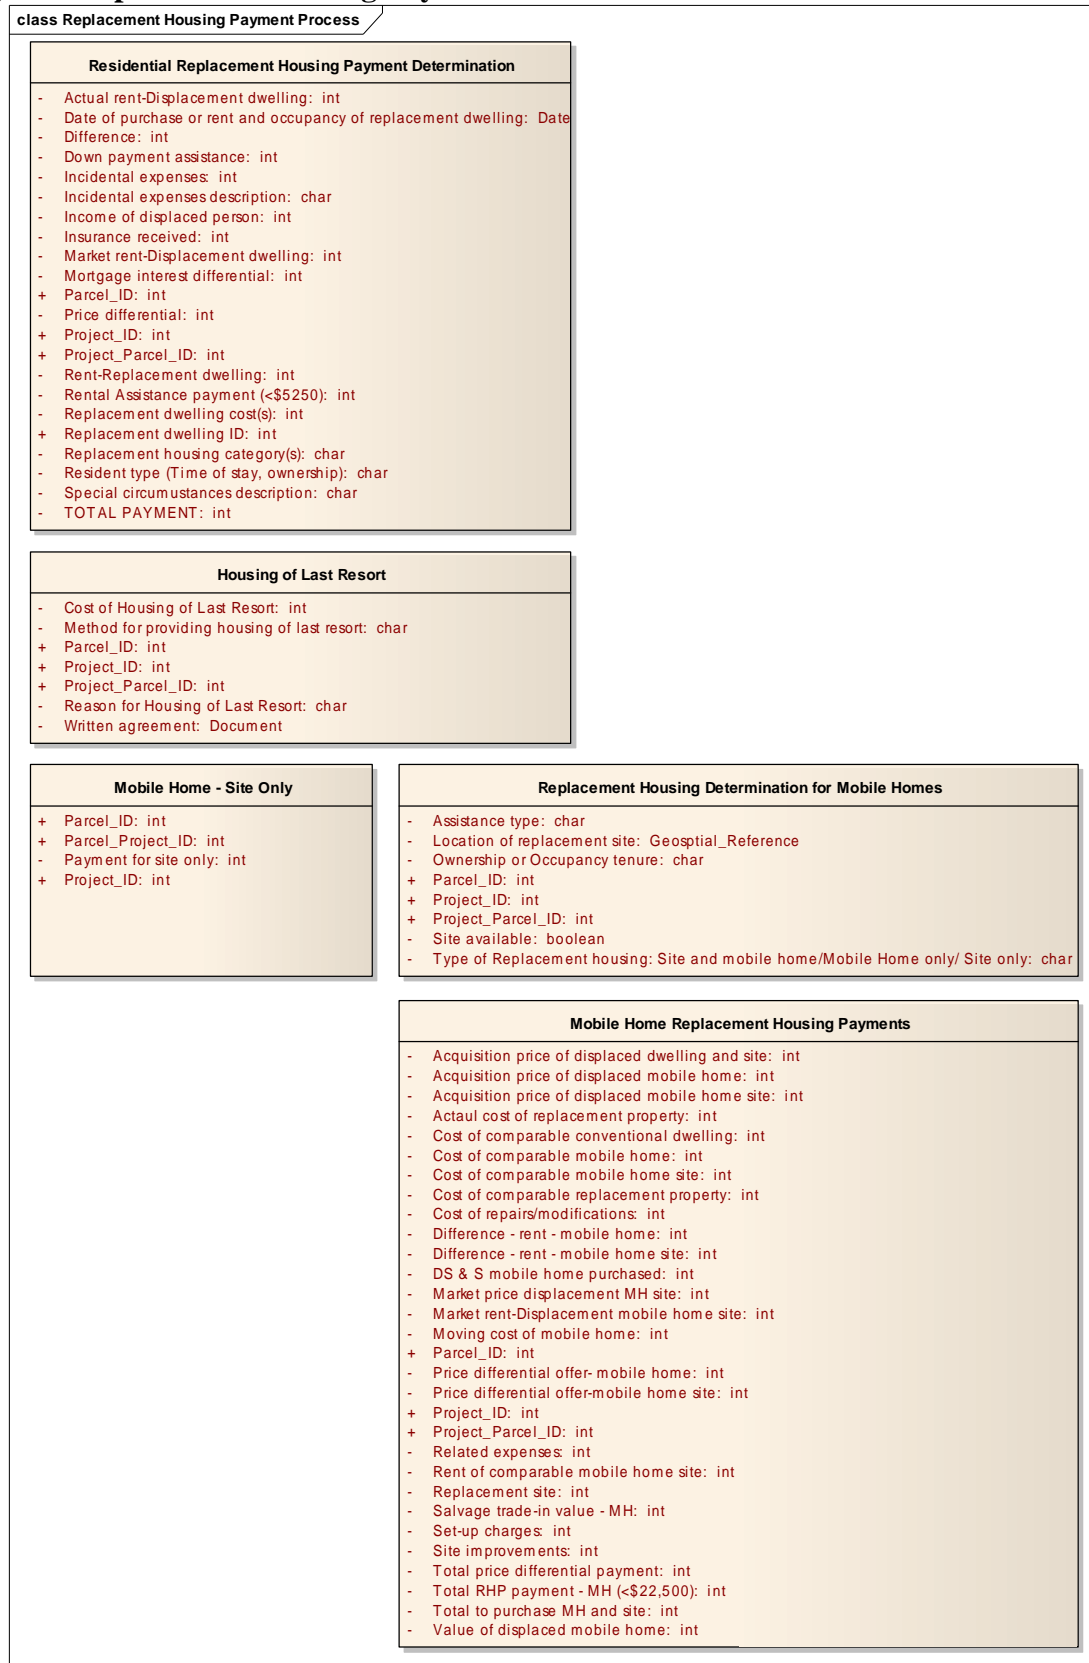 class Replacement Housing Payment Process
Residential Replacement Housing Payment Determination
- Actual rent-Displacement dwelling: int
- Date of purchase or rent and occupancy of replacement dwelling: Date
- Difference: int
- Down payment assistance: int
- Incidental expenses: int
- Incidental expenses description: char
- Income of displaced person: int
- Insurance received: int
- Market rent-Displacement dwelling: int
- Mortgage interest differential: int
+ Parcel_ID: int
- Price differential: int
+ Project_ID: int
+ Project_Parcel_ID: int
- Rent-Replacement dwelling: int
- Rental Assistance payment (<$5250): int
- Replacement dwelling cost(s): int
+ Replacement dwelling ID: int
- Replacement housing category(s): char
- Resident type (Time of stay, ownership): char
- Special circumustances description: char
- TOTAL PAYMENT: int
Housing of Last Resort
- Cost of Housing of Last Resort: int
- Method for providing housing of last resort: char
+ Parcel_ID: int
+ Project_ID: int
+ Project_Parcel_ID: int
- Reason for Housing of Last Resort: char
- Written agreement: Document
Mobile Home - Site Only
+ Parcel_ID: int
+ Parcel_Project_ID: int
- Payment for site only: int
+ Project_ID: int
Replacement Housing Determination for Mobile Homes
- Assistance type: char
- Location of replacement site: Geosptial_Reference
- Ownership or Occupancy tenure: char
+ Parcel_ID: int
+ Project_ID: int
+ Project_Parcel_ID: int
- Site available: boolean
- Type of Replacement housing: Site and mobile home/Mobile Home only/ Site only: char
Mobile Home Replacement Housing Payments
- Acquisition price of displaced dwelling and site: int
- Acquisition price of displaced mobile home: int
- Acquisition price of displaced mobile home site: int
- Actaul cost of replacement property: int
- Cost of comparable conventional dwelling: int
- Cost of comparable mobile home: int
- Cost of comparable mobile home site: int
- Cost of comparable replacement property: int
- Cost of repairs/modifications: int
- Difference - rent - mobile home: int
- Difference - rent - mobile home site: int
- DS & S mobile home purchased: int
- Market price displacement MH site: int
- Market rent-Displacement mobile home site: int
- Moving cost of mobile home: int
+ Parcel_ID: int
- Price differential offer- mobile home: int
- Price differential offer-mobile home site: int
+ Project_ID: int
+ Project_Parcel_ID: int
- Related expenses: int
- Rent of comparable mobile home site: int
- Replacement site: int
- Salvage trade-in value - MH: int
- Set-up charges: int
- Site improvements: int
- Total price differential payment: int
- Total RHP payment - MH (<$22,500): int
- Total to purchase MH and site: int
- Value of displaced mobile home: int